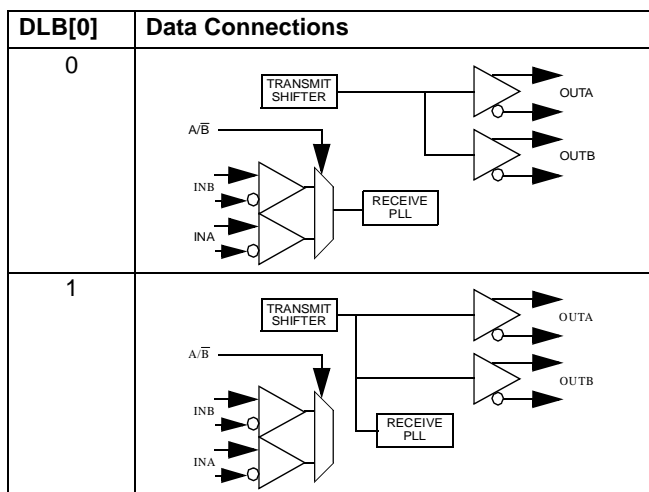 DLB[0] Data Connections
0
TRANSMIT
SHIFTER
OUTA
A/B̅
OUTB
INB
RECEIVE
PLL
INA
1
TRANSMIT
SHIFTER
OUTA
A/B̅
OUTB
INB
RECEIVE
PLL
INA